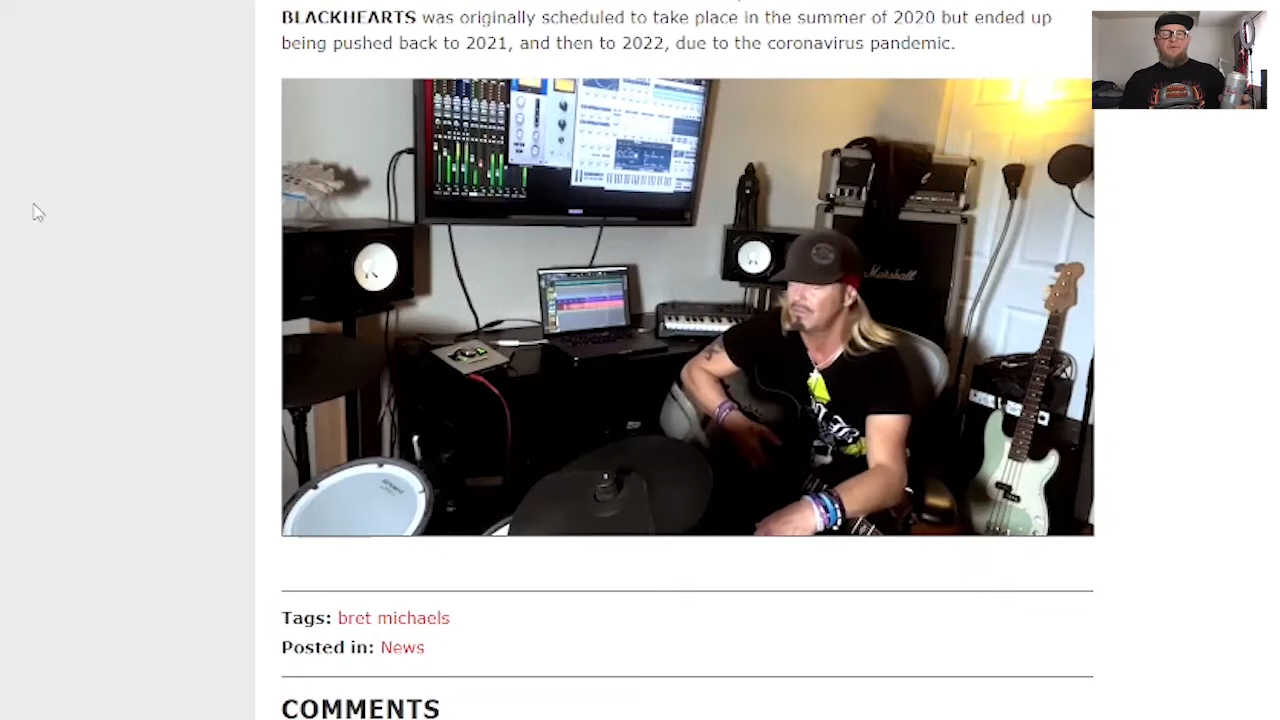 BLACKHEARTS was originally scheduled to take place in the summer of 2020 but ended up
being pushed back to 2021, and then to 2022, due to the coronavirus pandemic.
Marshall
Tags: bret michaels
Posted in: News
COMMENTS